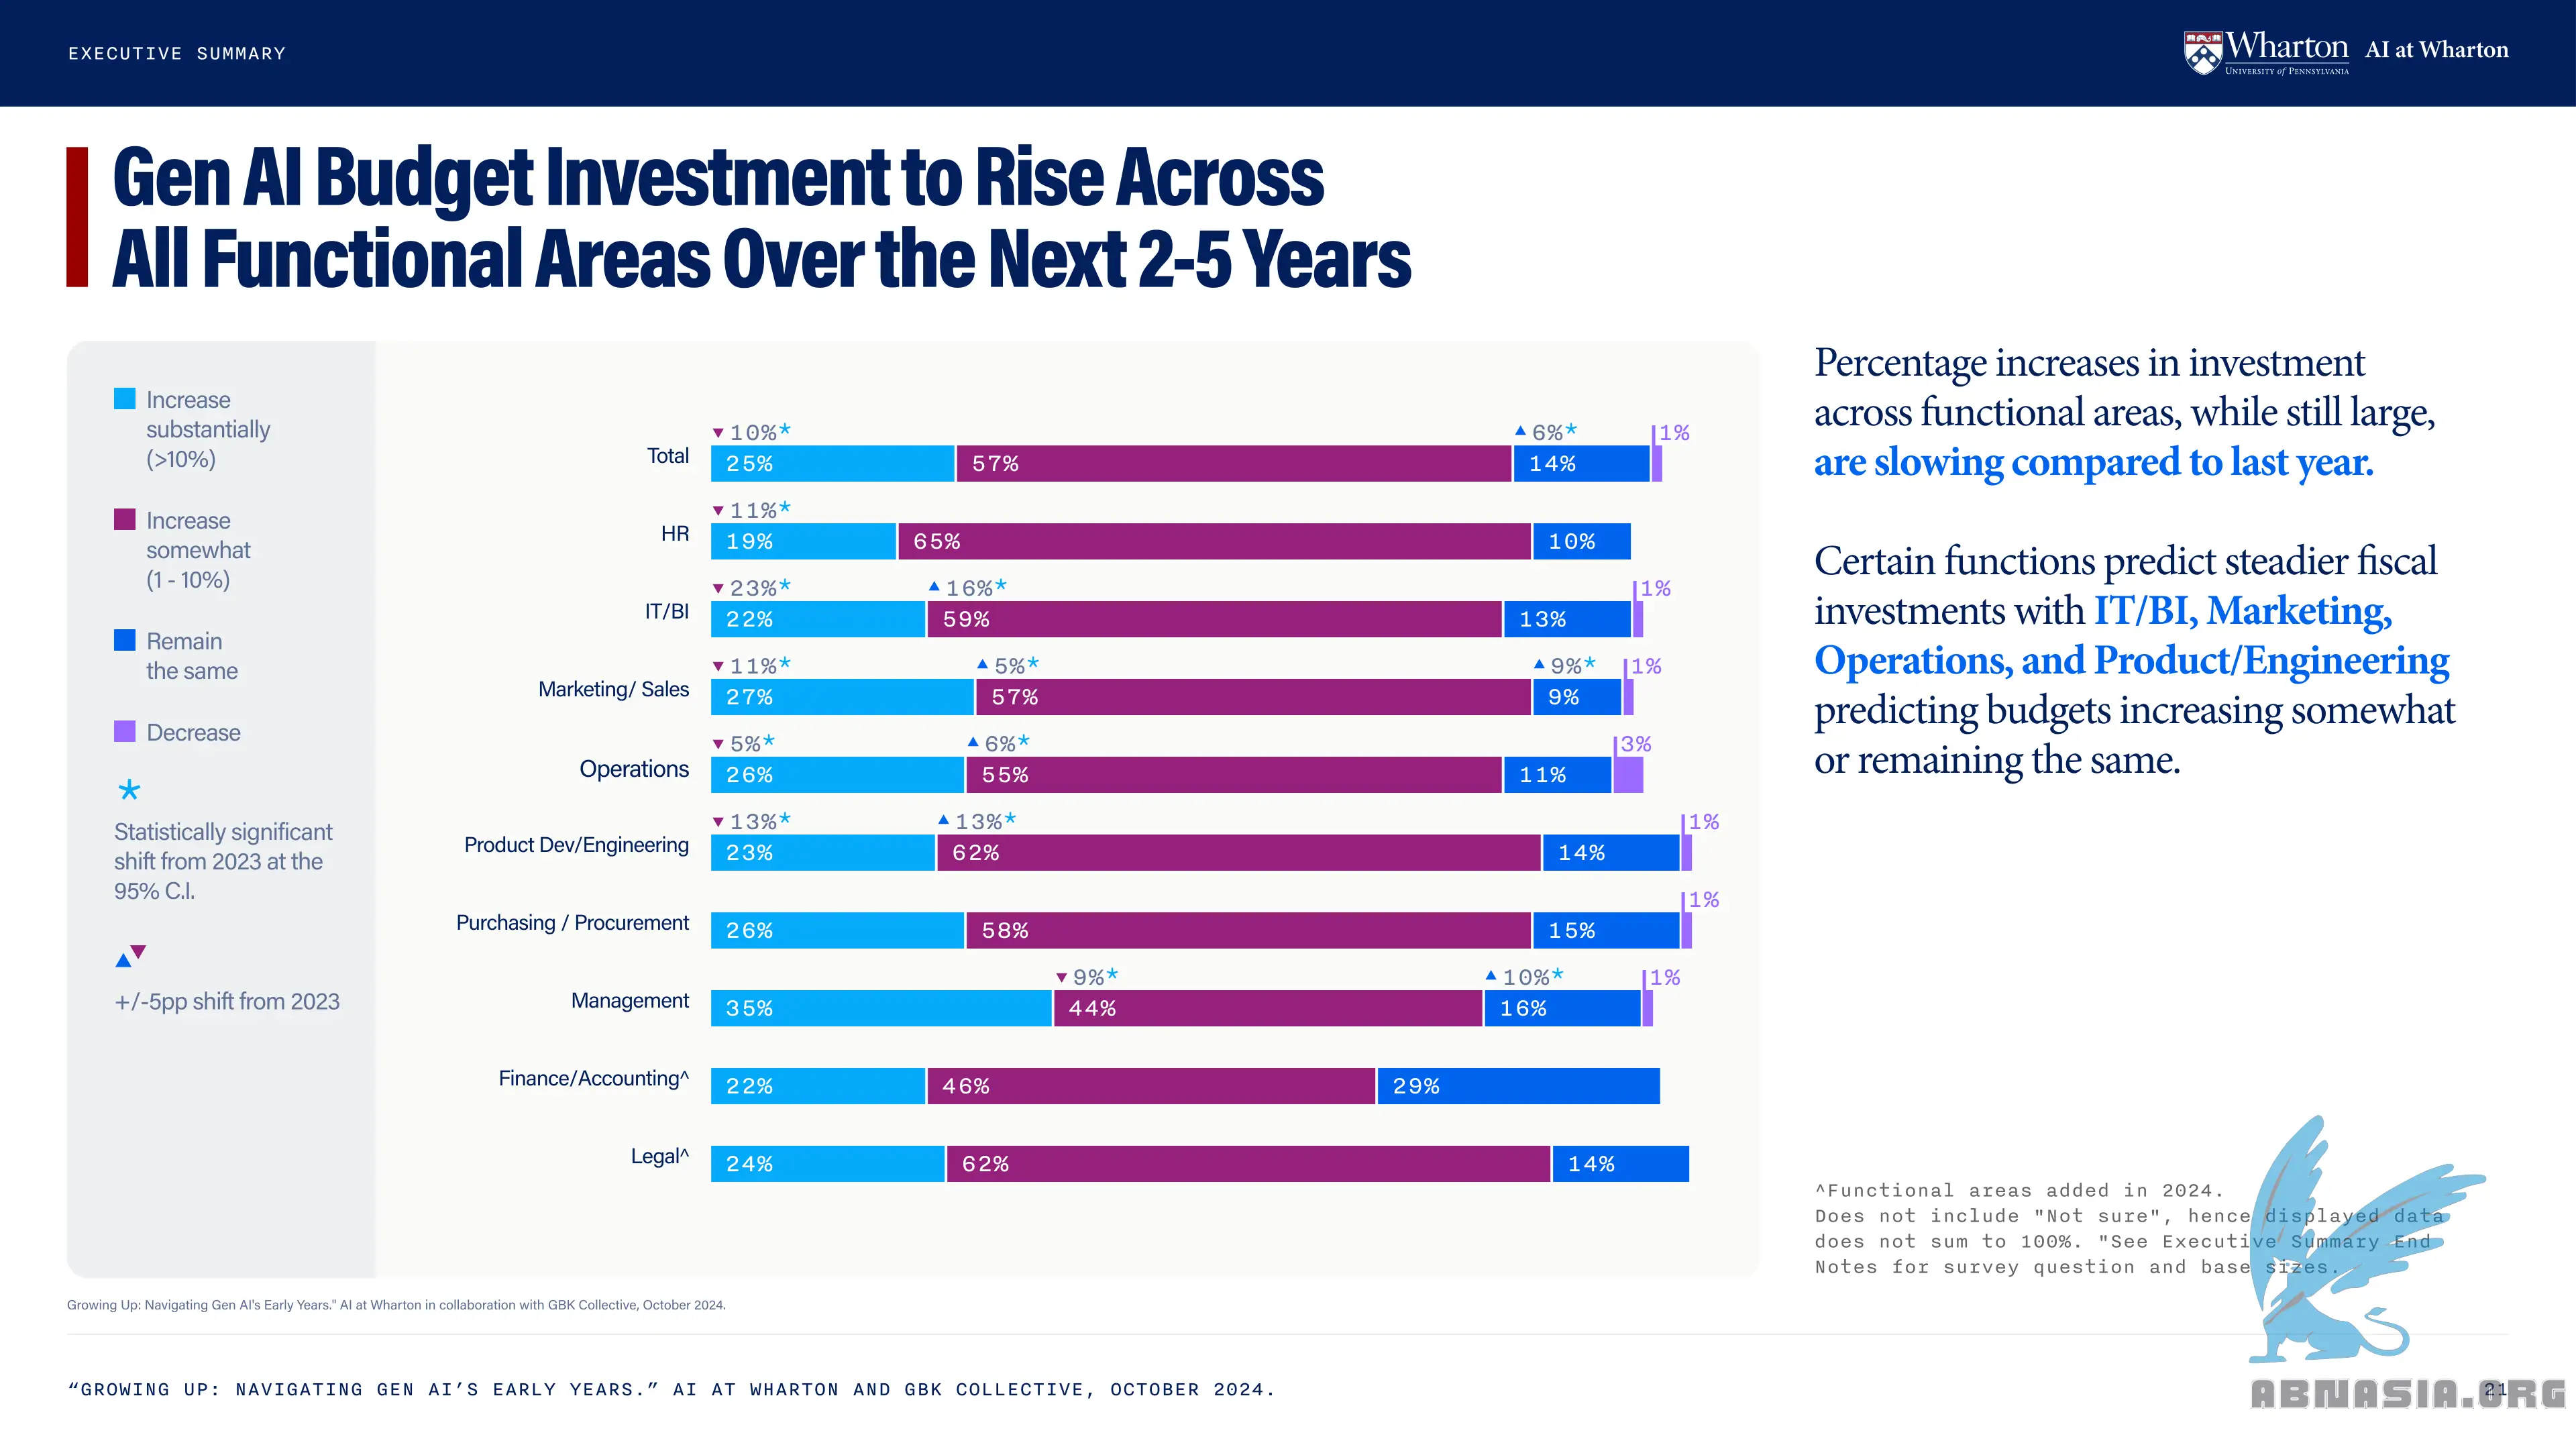 EXECUTIVE SUMMARY
Wharton
UNIVERSITY of PENNSYLVANIA
AI at Wharton
Gen AI Budget Investment to Rise Across
All Functional Areas Over the Next 2-5 Years
Increase
substantially
(>10%)
Increase
somewhat
(1 - 10%)
Remain
the same
Decrease
*
Statistically significant
shift from 2023 at the
95% C.I.
▲▼
+/-5pp shift from 2023
▼ 10%* ▲ 6%* 1%
Total 25% 57% 14%
▼ 11%*
HR 19% 65% 10%
▼ 23%* ▲ 16%* 1%
IT/BI 22% 59% 13%
▼ 11%* ▲ 5%* ▲ 9%* 1%
Marketing/ Sales 27% 57% 9%
▼ 5%* ▲ 6%* 3%
Operations 26% 55% 11%
▼ 13%* ▲ 13%* 1%
Product Dev/Engineering 23% 62% 14%
1%
Purchasing / Procurement 26% 58% 15%
▼ 9%* ▲ 10%* 1%
Management 35% 44% 16%
Finance/Accounting^ 22% 46% 29%
Legal^ 24% 62% 14%
Percentage increases in investment
across functional areas, while still large,
are slowing compared to last year.
Certain functions predict steadier fiscal
investments with IT/BI, Marketing,
Operations, and Product/Engineering
predicting budgets increasing somewhat
or remaining the same.
^Functional areas added in 2024.
Does not include "Not sure", hence displayed data
does not sum to 100%. "See Executive Summary End
Notes for survey question and base sizes.
Growing Up: Navigating Gen AI's Early Years." AI at Wharton in collaboration with GBK Collective, October 2024.
“GROWING UP: NAVIGATING GEN AI’S EARLY YEARS.” AI AT WHARTON AND GBK COLLECTIVE, OCTOBER 2024.
21
ABNASIA.ORG